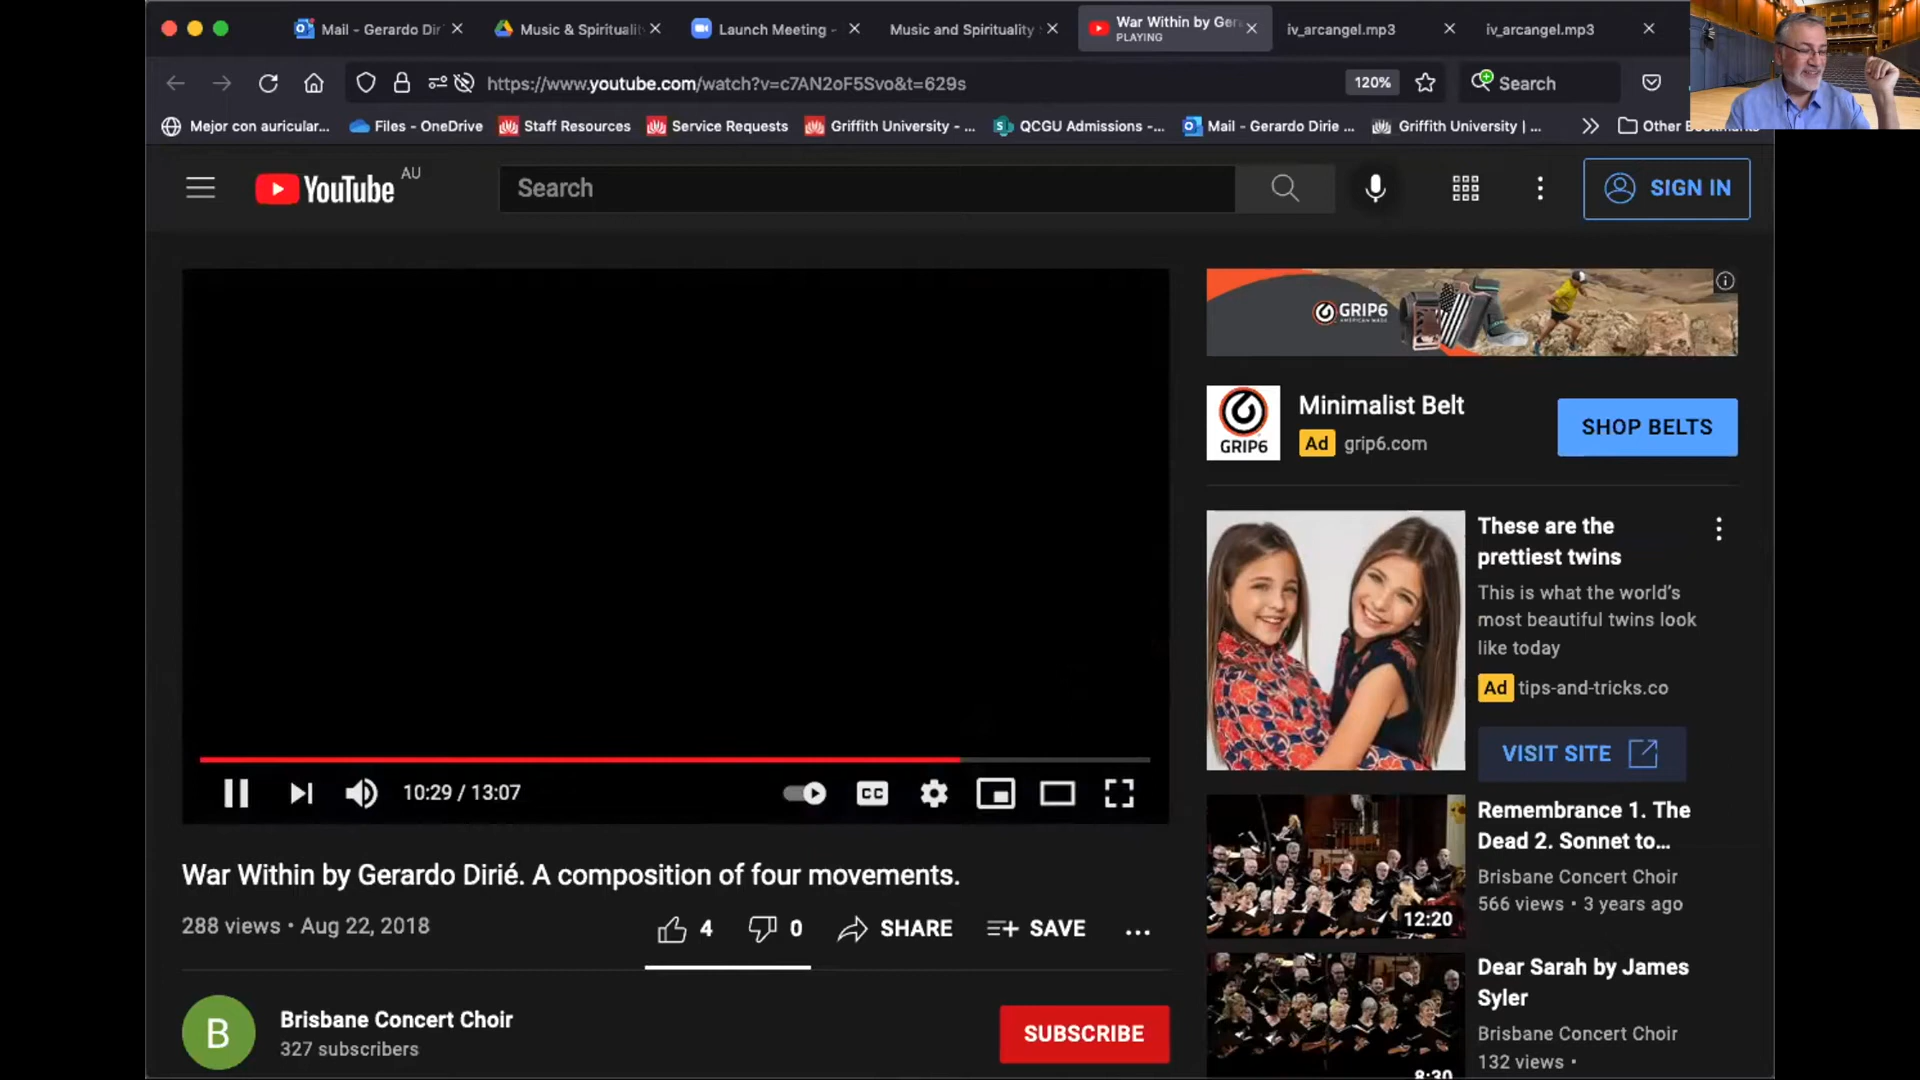 Mail - Gerardo Dir
Music & Spiritualit
Launch Meeting -
Music and Spirituality
War Within by Ger
PLAYING
iv_arcangel.mp3
iv_arcangel.mp3
https://www.youtube.com/watch?v=c7AN2oF5Svo&t=629s
120%
Search
Mejor con auricular...
Files - OneDrive
Staff Resources
Service Requests
Griffith University - ...
QCGU Admissions -...
Mail - Gerardo Dirie ...
Griffith University | ...
Other Bookmarks
YouTube AU
Search
SIGN IN
GRIP6
AMERICAN MADE
GRIP6
Minimalist Belt
Ad grip6.com
SHOP BELTS
These are the
prettiest twins
This is what the world's
most beautiful twins look
like today
Ad tips-and-tricks.co
VISIT SITE
10:29 / 13:07
CC
War Within by Gerardo Dirié. A composition of four movements.
288 views • Aug 22, 2018
4
0
SHARE
SAVE
...
B
Brisbane Concert Choir
327 subscribers
SUBSCRIBE
12:20
Remembrance 1. The
Dead 2. Sonnet to...
Brisbane Concert Choir
566 views • 3 years ago
8:30
Dear Sarah by James
Syler
Brisbane Concert Choir
132 views •